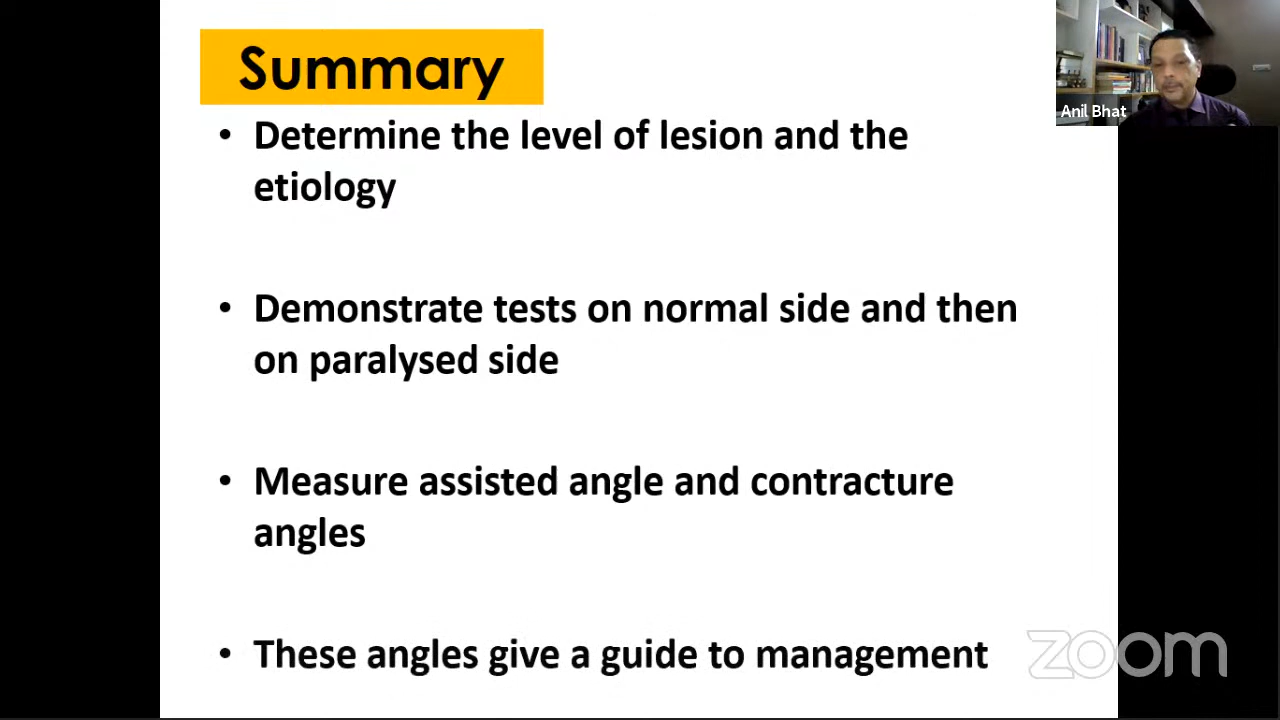 Summary
Anil Bhat
• Determine the level of lesion and the
etiology
• Demonstrate tests on normal side and then
on paralysed side
• Measure assisted angle and contracture
angles
• These angles give a guide to management
zoom